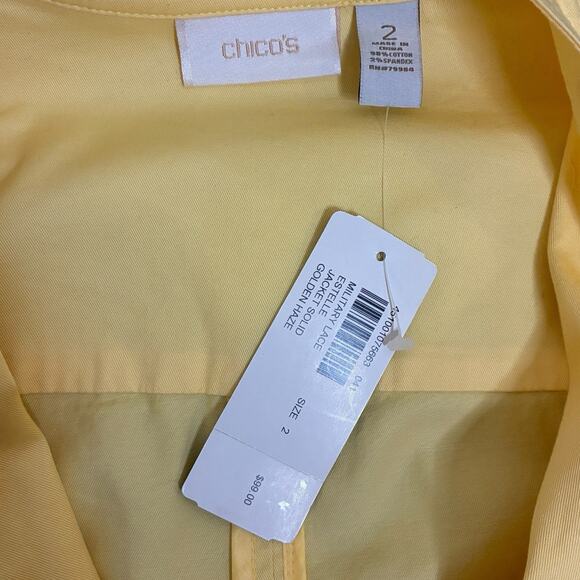 chico's
2
MADE IN
CHINA
98%COTTON
2%SPANDEX
RN#79984
MILITARY LACE
ESTELLE
JACKET SOLID
GOLDEN HAZE
451001075663
SIZE 2
$99.00